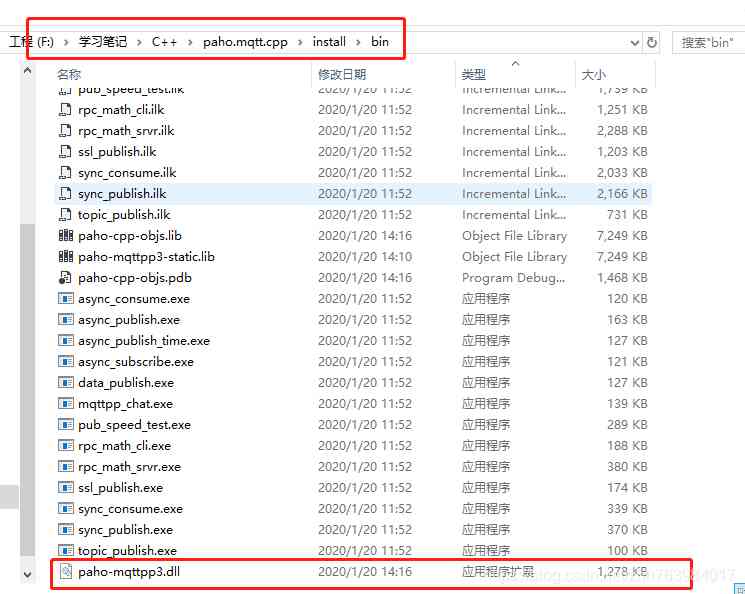 工程 (F:) > 学习笔记 > C++ > paho.mqtt.cpp > install > bin 搜索"bin"
名称 修改日期 类型 大小
pub_speed_test.ilk 2020/1/20 11:52 Incremental Link... 1,739 KB
rpc_math_cli.ilk 2020/1/20 11:52 Incremental Link... 1,251 KB
rpc_math_srvr.ilk 2020/1/20 11:52 Incremental Link... 2,288 KB
ssl_publish.ilk 2020/1/20 11:52 Incremental Link... 1,203 KB
sync_consume.ilk 2020/1/20 11:52 Incremental Link... 2,033 KB
sync_publish.ilk 2020/1/20 11:52 Incremental Link... 2,166 KB
topic_publish.ilk 2020/1/20 11:52 Incremental Link... 731 KB
paho-cpp-objs.lib 2020/1/20 14:16 Object File Library 7,249 KB
paho-mqttpp3-static.lib 2020/1/20 14:10 Object File Library 7,249 KB
paho-cpp-objs.pdb 2020/1/20 14:16 Program Debug... 1,468 KB
async_consume.exe 2020/1/20 11:52 应用程序 120 KB
async_publish.exe 2020/1/20 11:52 应用程序 163 KB
async_publish_time.exe 2020/1/20 11:52 应用程序 127 KB
async_subscribe.exe 2020/1/20 11:52 应用程序 121 KB
data_publish.exe 2020/1/20 11:52 应用程序 127 KB
mqttpp_chat.exe 2020/1/20 11:52 应用程序 139 KB
pub_speed_test.exe 2020/1/20 11:52 应用程序 289 KB
rpc_math_cli.exe 2020/1/20 11:52 应用程序 188 KB
rpc_math_srvr.exe 2020/1/20 11:52 应用程序 380 KB
ssl_publish.exe 2020/1/20 11:52 应用程序 174 KB
sync_consume.exe 2020/1/20 11:52 应用程序 339 KB
sync_publish.exe 2020/1/20 11:52 应用程序 370 KB
topic_publish.exe 2020/1/20 11:52 应用程序 100 KB
paho-mqttpp3.dll 2020/1/20 14:16 应用程序扩展 1,278 KB